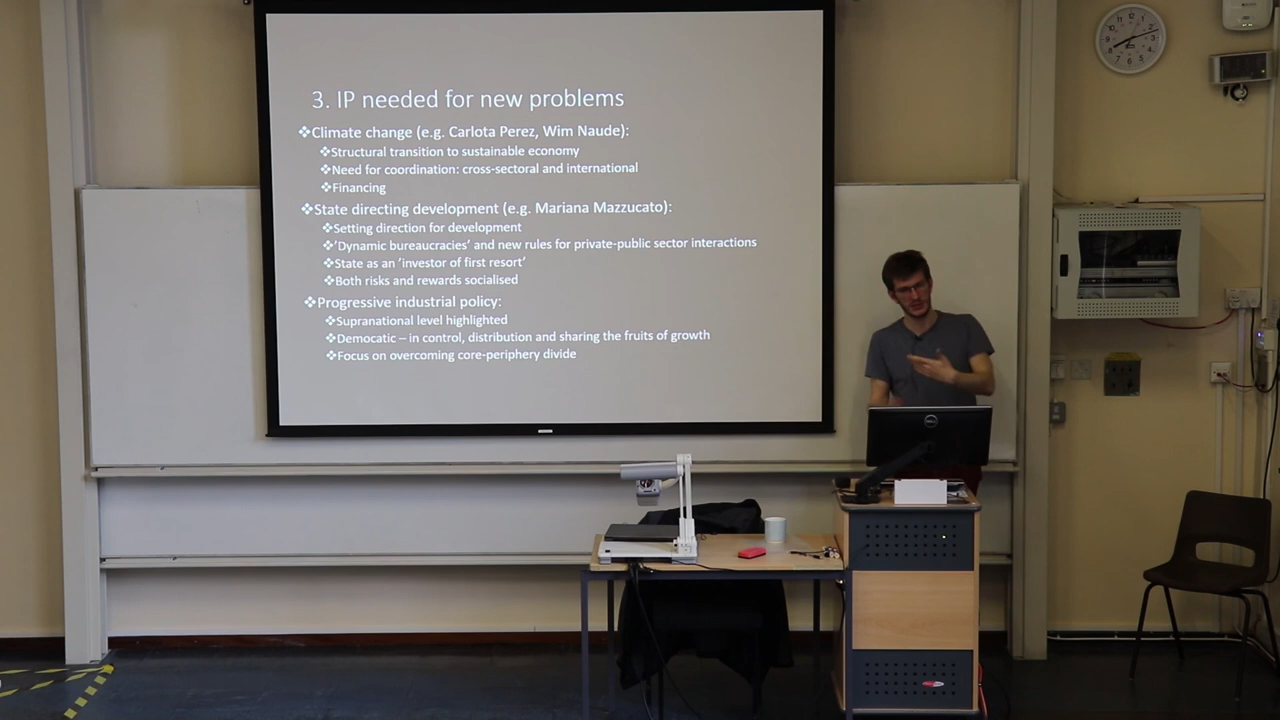 3. IP needed for new problems
❖Climate change (e.g. Carlota Perez, Wim Naude):
❖Structural transition to sustainable economy
❖Need for coordination: cross-sectoral and international
❖Financing
❖State directing development (e.g. Mariana Mazzucato):
❖Setting direction for development
❖'Dynamic bureaucracies' and new rules for private-public sector interactions
❖State as an 'investor of first resort'
❖Both risks and rewards socialised
❖Progressive industrial policy:
❖Supranational level highlighted
❖Democatic – in control, distribution and sharing the fruits of growth
❖Focus on overcoming core-periphery divide
DELL